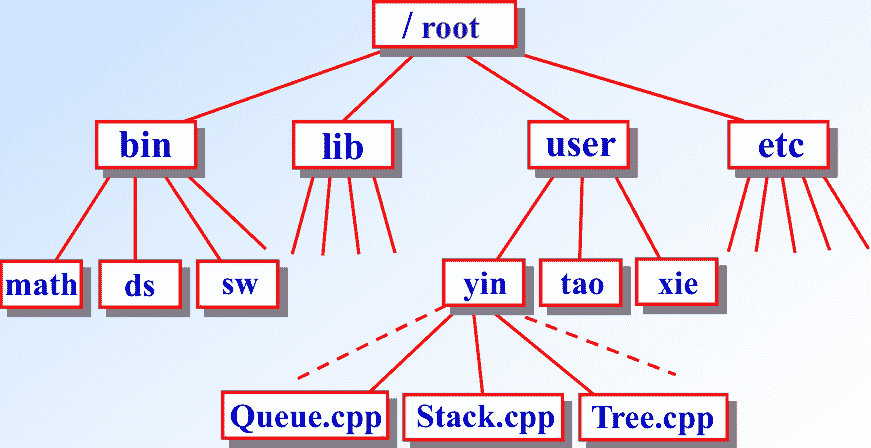 / root
bin
lib
user
etc
math
ds
sw
yin
tao
xie
Queue.cpp
Stack.cpp
Tree.cpp